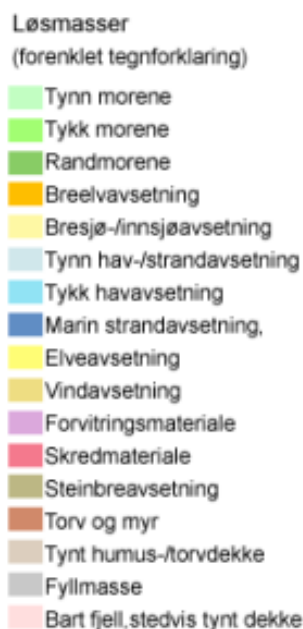 Løsmasser
(forenklet tegnforklaring)
Tynn morene
Tykk morene
Randmorene
Breelvavsetning
Bresjø-/innsjøavsetning
Tynn hav-/strandavsetning
Tykk havavsetning
Marin strandavsetning,
Elveavsetning
Vindavsetning
Forvitringsmateriale
Skredmateriale
Steinbreavsetning
Torv og myr
Tynt humus-/torvdekke
Fyllmasse
Bart fjell,stedvis tynt dekke